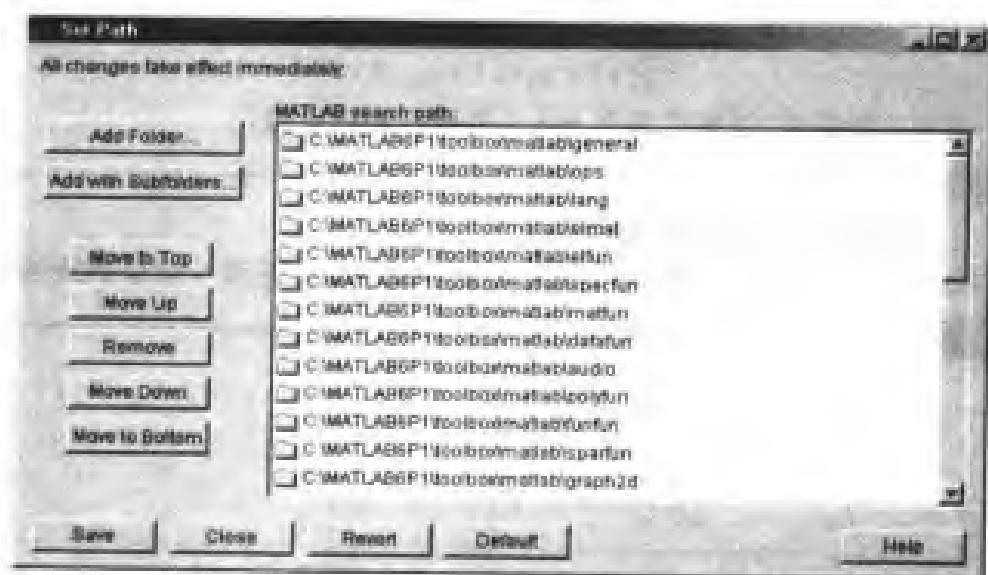 Set Path
All changes take effect immediately.
MATLAB search path:
Add Folder...
Add with Subfolders...
Move to Top
Move Up
Remove
Move Down
Move to Bottom
C:\MATLAB6P1\toolbox\matlab\general
C:\MATLAB6P1\toolbox\matlab\ops
C:\MATLAB6P1\toolbox\matlab\lang
C:\MATLAB6P1\toolbox\matlab\elmat
C:\MATLAB6P1\toolbox\matlab\elfun
C:\MATLAB6P1\toolbox\matlab\specfun
C:\MATLAB6P1\toolbox\matlab\matfun
C:\MATLAB6P1\toolbox\matlab\datafun
C:\MATLAB6P1\toolbox\matlab\audio
C:\MATLAB6P1\toolbox\matlab\polyfun
C:\MATLAB6P1\toolbox\matlab\funfun
C:\MATLAB6P1\toolbox\matlab\sparfun
C:\MATLAB6P1\toolbox\matlab\graph2d
Save
Close
Revert
Default
Help